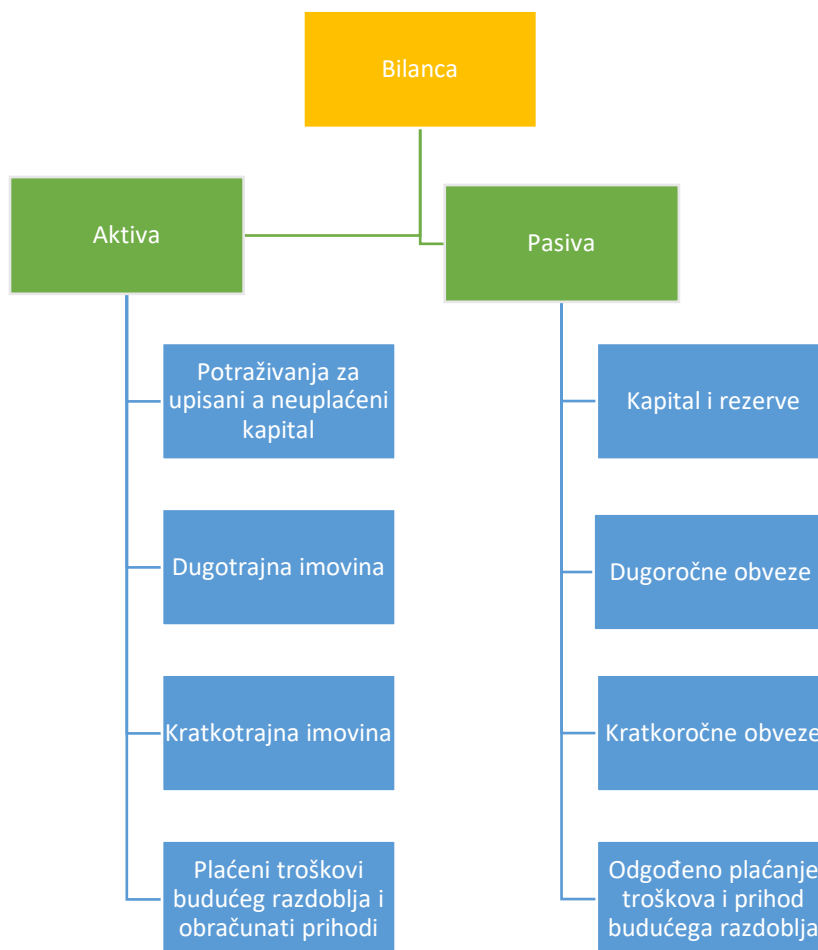 Bilanca
Aktiva
Pasiva
Potraživanja za
upisani a neuplaćeni
kapital
Kapital i rezerve
Dugotrajna imovina
Dugoročne obveze
Kratkotrajna imovina
Kratkoročne obveze
Plaćeni troškovi
budućeg razdoblja i
obračunati prihodi
Odgođeno plaćanje
troškova i prihod
budućega razdoblja